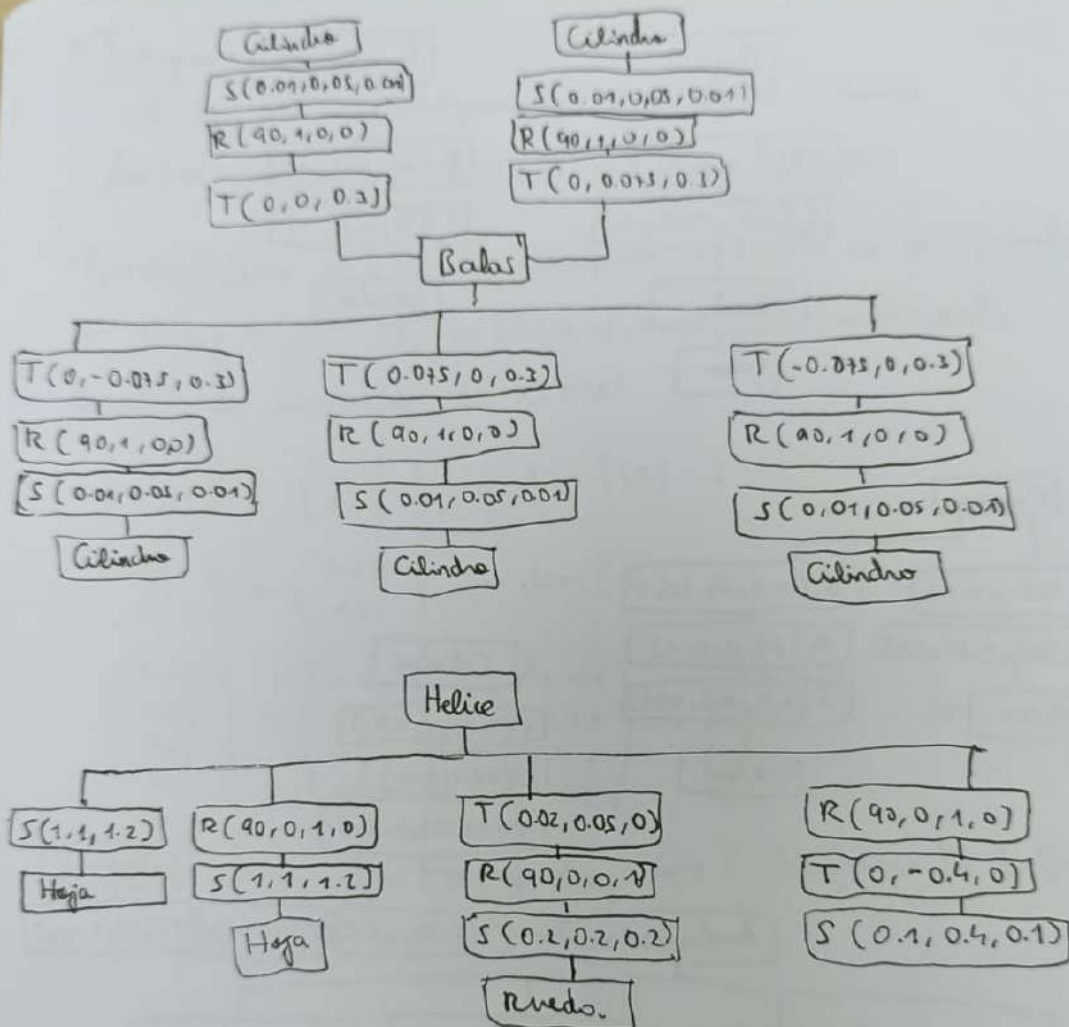 Cilindro
Cilindro
S(0.01,0,05,0.01)
S(0.01,0,05,0.01)
R(90,1,0,0)
R(90,1,0,0)
T(0,0,0.3)
T(0,0.075,0.3)
Balas
T(0,-0.075,0.3)
T(0.075,0,0.3)
T(-0.075,0,0.3)
R(90,1,0,0)
R(90,1,0,0)
R(90,1,0,0)
S(0.01,0.05,0.01)
S(0.01,0.05,0.01)
S(0,01,0.05,0.01)
Cilindro
Cilindro
Cilindro
Helice
S(1,1,1.2)
R(90,0,1,0)
T(0.02,0.05,0)
R(90,0,1,0)
Hoja
S(1,1,1.2)
R(90,0,0,1)
T(0,-0.4,0)
Hoja
S(0.2,0.2,0.2)
S(0.1,0.4,0.1)
Ruedo.